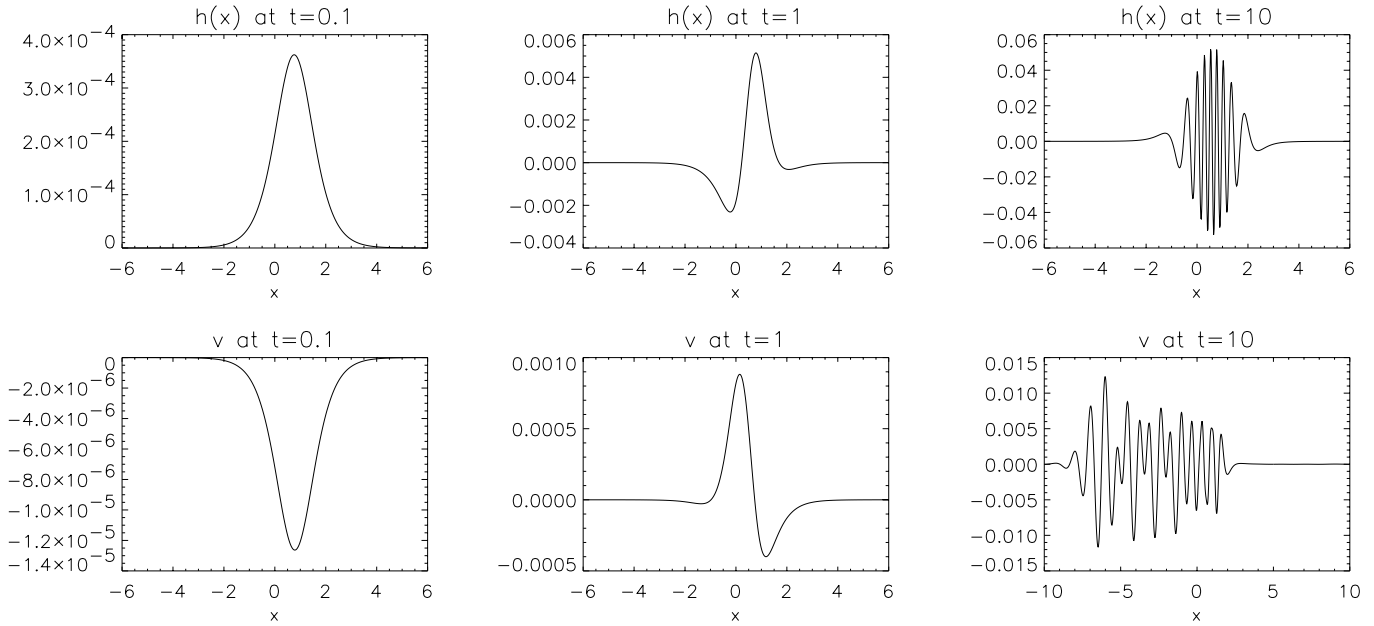 h(x) at t=0.1
4.0×10⁻⁴
3.0×10⁻⁴
2.0×10⁻⁴
1.0×10⁻⁴
0
−6 −4 −2 0 2 4 6
x
h(x) at t=1
0.006
0.004
0.002
0.000
−0.002
−0.004
−6 −4 −2 0 2 4 6
x
h(x) at t=10
0.06
0.04
0.02
0.00
−0.02
−0.04
−0.06
−6 −4 −2 0 2 4 6
x
v at t=0.1
0
−2.0×10⁻⁶
−4.0×10⁻⁶
−6.0×10⁻⁶
−8.0×10⁻⁶
−1.0×10⁻⁵
−1.2×10⁻⁵
−1.4×10⁻⁵
−6 −4 −2 0 2 4 6
x
v at t=1
0.0010
0.0005
0.0000
−0.0005
−6 −4 −2 0 2 4 6
x
v at t=10
0.015
0.010
0.005
0.000
−0.005
−0.010
−0.015
−10 −5 0 5 10
x